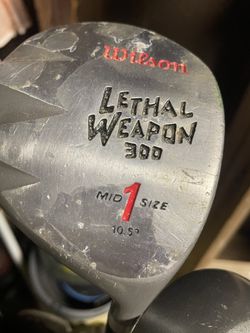 Wilson
LETHAL
WEAPON
300
MID 1 SIZE
10.5°